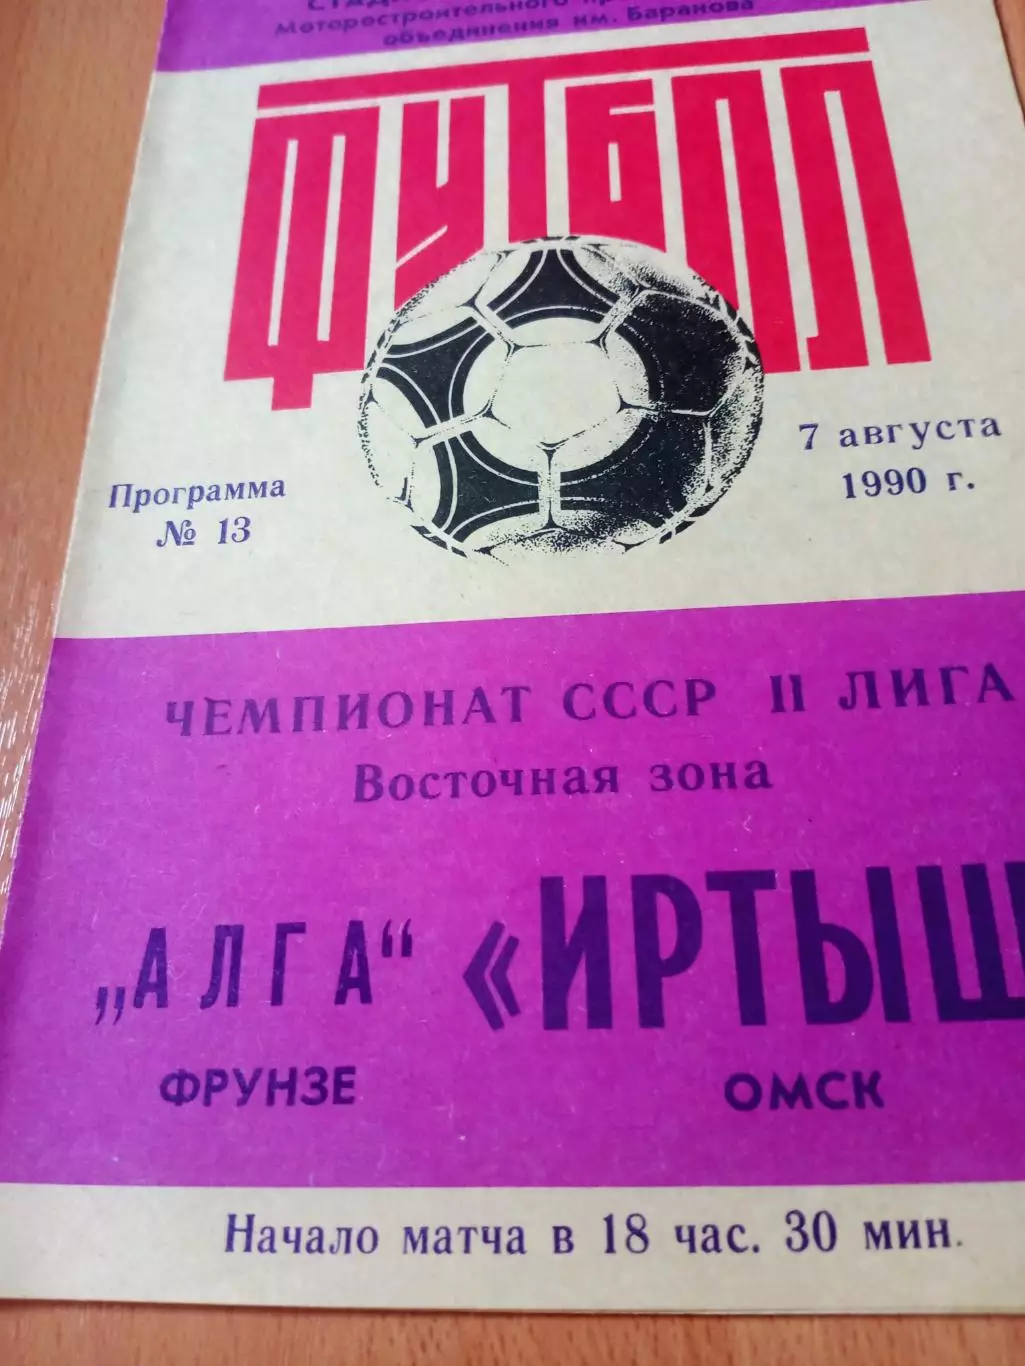 Моторостроительного
объединения им. Баранова
ФУТБОЛ
Программа
№ 13
7 августа
1990 г.
ЧЕМПИОНАТ СССР II ЛИГА
Восточная зона
„АЛГА“ «ИРТЫШ
ФРУНЗЕ ОМСК
Начало матча в 18 час. 30 мин.